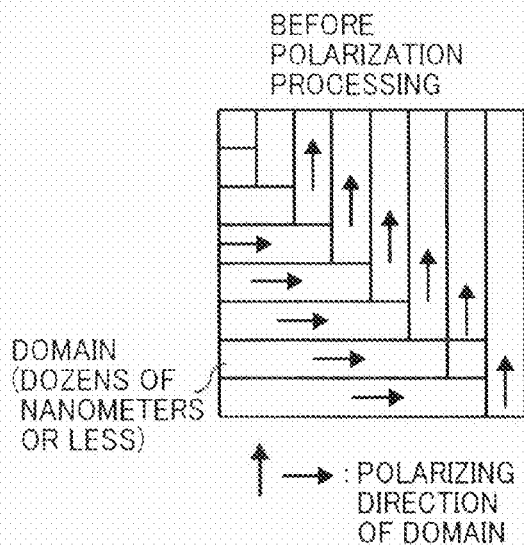 BEFORE
POLARIZATION
PROCESSING
DOMAIN
(DOZENS OF
NANOMETERS
OR LESS)
: POLARIZING
DIRECTION
OF DOMAIN